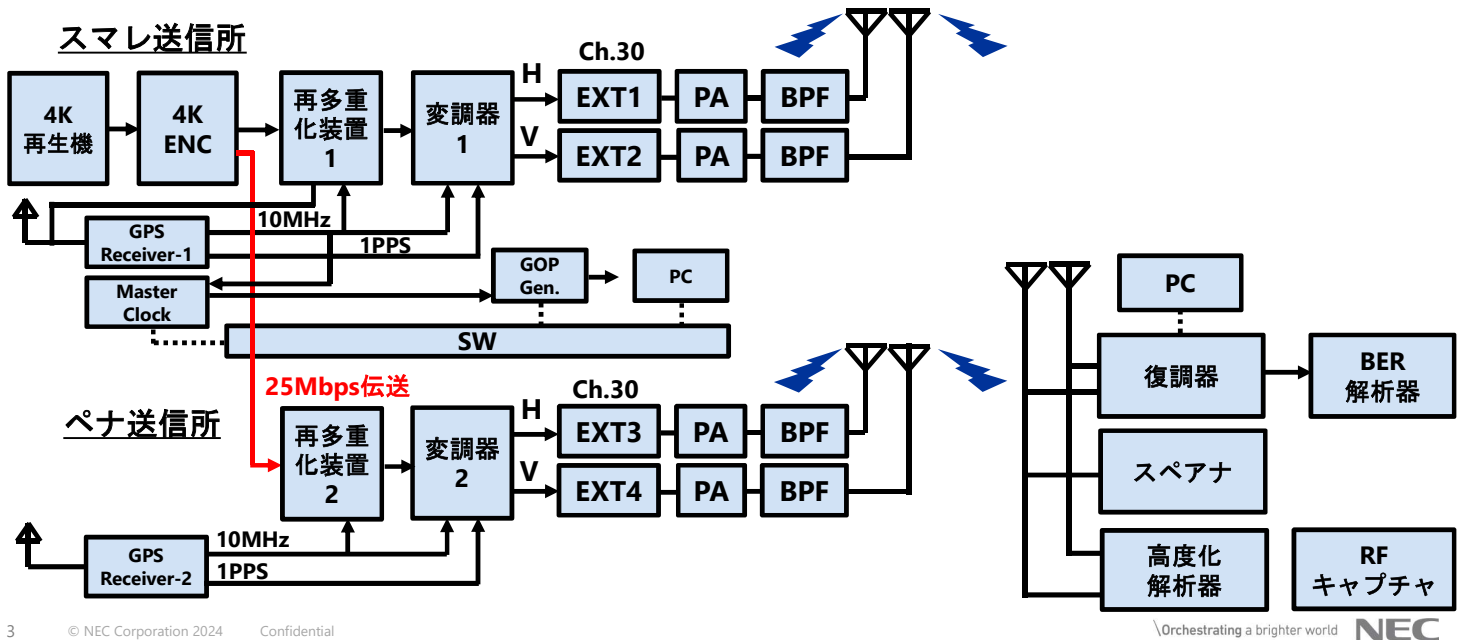 スマレ送信所
4K
再生機
4K
ENC
再多重
化装置
1
変調器
1
H
V
Ch.30
EXT1
PA
BPF
EXT2
PA
BPF
GPS
Receiver-1
10MHz
1PPS
Master
Clock
GOP
Gen.
PC
SW
25Mbps伝送
ペナ送信所
再多重
化装置
2
変調器
2
H
V
Ch.30
EXT3
PA
BPF
EXT4
PA
BPF
GPS
Receiver-2
10MHz
1PPS
PC
復調器
BER
解析器
スペアナ
高度化
解析器
RF
キャプチャ
3 © NEC Corporation 2024 Confidential
\Orchestrating a brighter world NEC